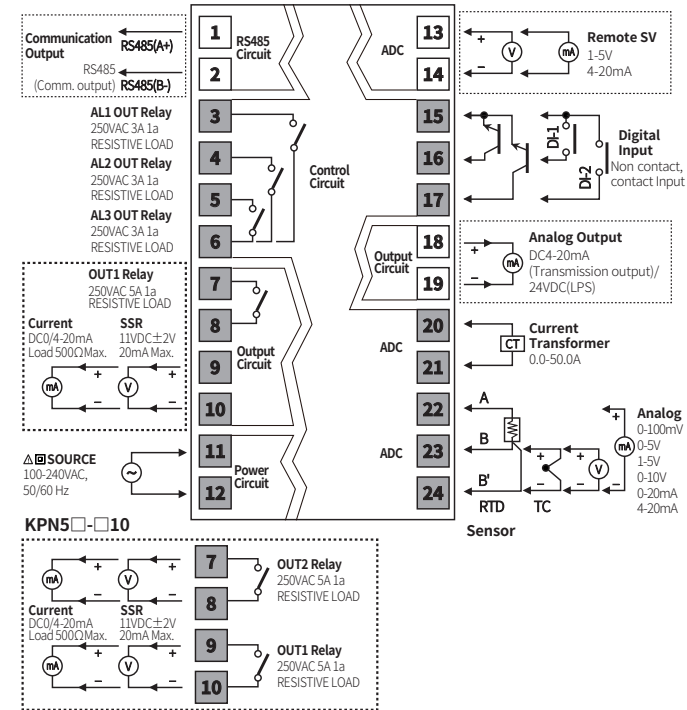 Communication
Output
RS485(A+)
RS485
(Comm. output)
RS485(B-)
1
2
RS485
Circuit
ADC
13
14
+
−
V
mA
Remote SV
1-5V
4-20mA
AL1 OUT Relay
250VAC 3A 1a
RESISTIVE LOAD
AL2 OUT Relay
250VAC 3A 1a
RESISTIVE LOAD
AL3 OUT Relay
250VAC 3A 1a
RESISTIVE LOAD
3
4
5
6
Control
Circuit
15
16
17
DI-1
DI-2
Digital
Input
Non contact,
contact Input
OUT1 Relay
250VAC 5A 1a
RESISTIVE LOAD
Current
DC0/4-20mA
Load 500ΩMax.
SSR
11VDC±2V
20mA Max.
mA
+
−
V
+
−
7
8
9
10
Output
Circuit
Output
Circuit
18
19
+
−
mA
Analog Output
DC4-20mA
(Transmission output)/
24VDC(LPS)
ADC
20
21
CT
Current
Transformer
0.0-50.0A
SOURCE
100-240VAC,
50/60 Hz
11
12
Power
Circuit
ADC
22
23
24
A
B
B'
RTD
+
−
TC
+
−
V
+
−
mA
Analog
0-100mV
0-5V
1-5V
0-10V
0-20mA
4-20mA
Sensor
KPN5□-□10
mA
+
−
V
+
−
7
8
OUT2 Relay
250VAC 5A 1a
RESISTIVE LOAD
Current
DC0/4-20mA
Load 500ΩMax.
SSR
11VDC±2V
20mA Max.
mA
+
−
V
+
−
9
10
OUT1 Relay
250VAC 5A 1a
RESISTIVE LOAD